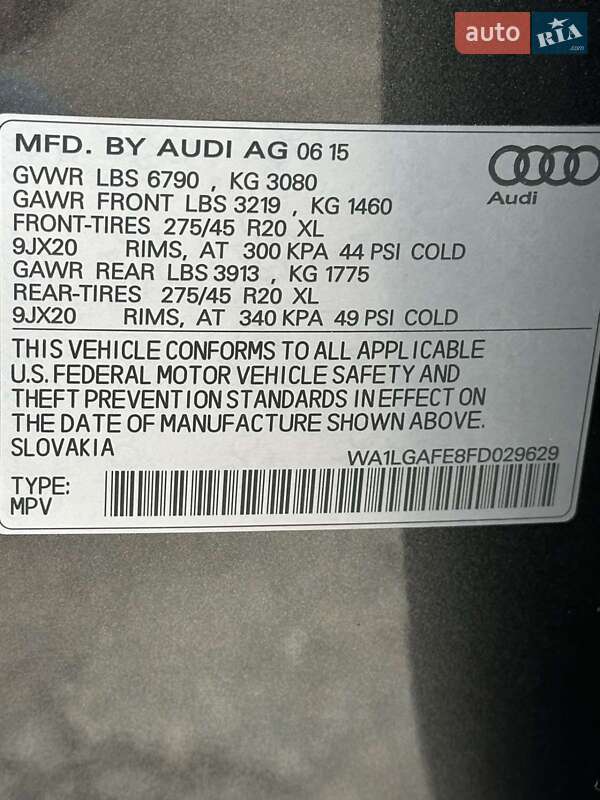 auto RIA.com
MFD. BY AUDI AG 06 15
GVWR LBS 6790 , KG 3080
GAWR FRONT LBS 3219 , KG 1460
FRONT-TIRES 275/45 R20 XL
9JX20 RIMS, AT 300 KPA 44 PSI COLD
GAWR REAR LBS 3913 , KG 1775
REAR-TIRES 275/45 R20 XL
9JX20 RIMS, AT 340 KPA 49 PSI COLD
Audi
THIS VEHICLE CONFORMS TO ALL APPLICABLE
U.S. FEDERAL MOTOR VEHICLE SAFETY AND
THEFT PREVENTION STANDARDS IN EFFECT ON
THE DATE OF MANUFACTURE SHOWN ABOVE.
SLOVAKIA WA1LGAFE8FD029629
TYPE:
MPV